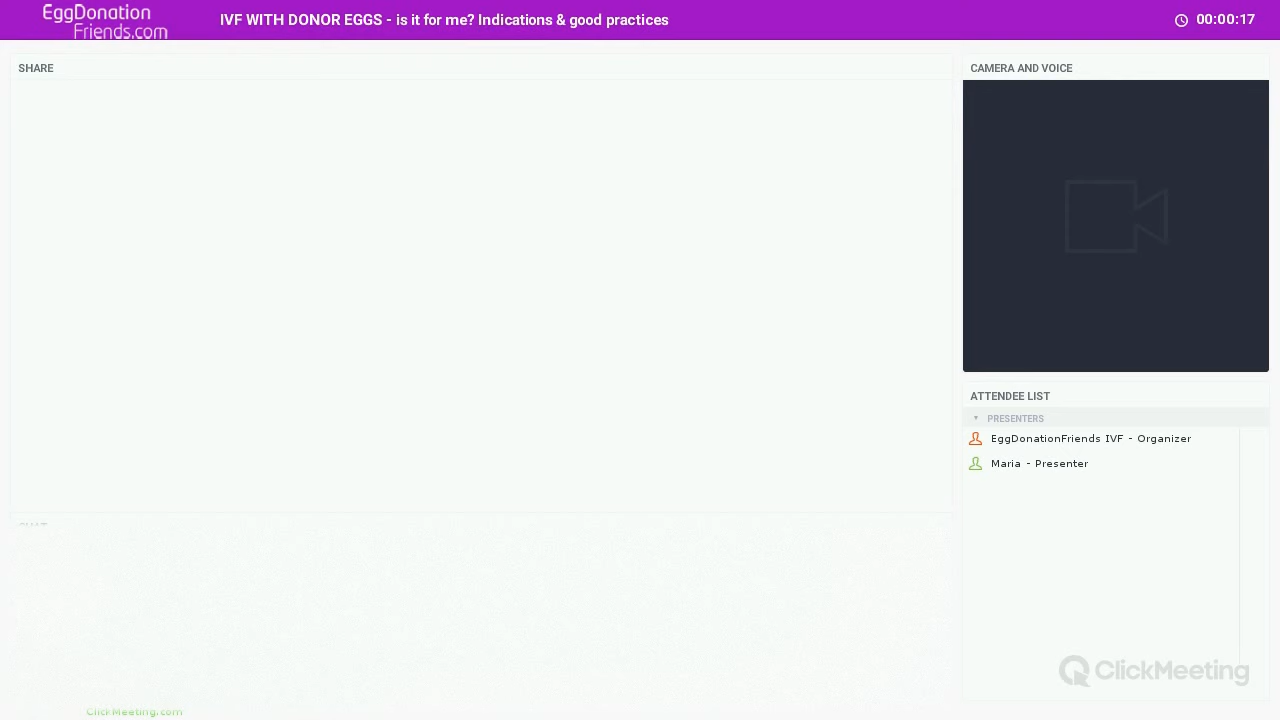 EggDonation
Friends.com
IVF WITH DONOR EGGS - is it for me? Indications & good practices
00:00:17
SHARE
CAMERA AND VOICE
ATTENDEE LIST
PRESENTERS
EggDonationFriends IVF - Organizer
Maria - Presenter
CHAT
ClickMeeting
ClickMeeting.com